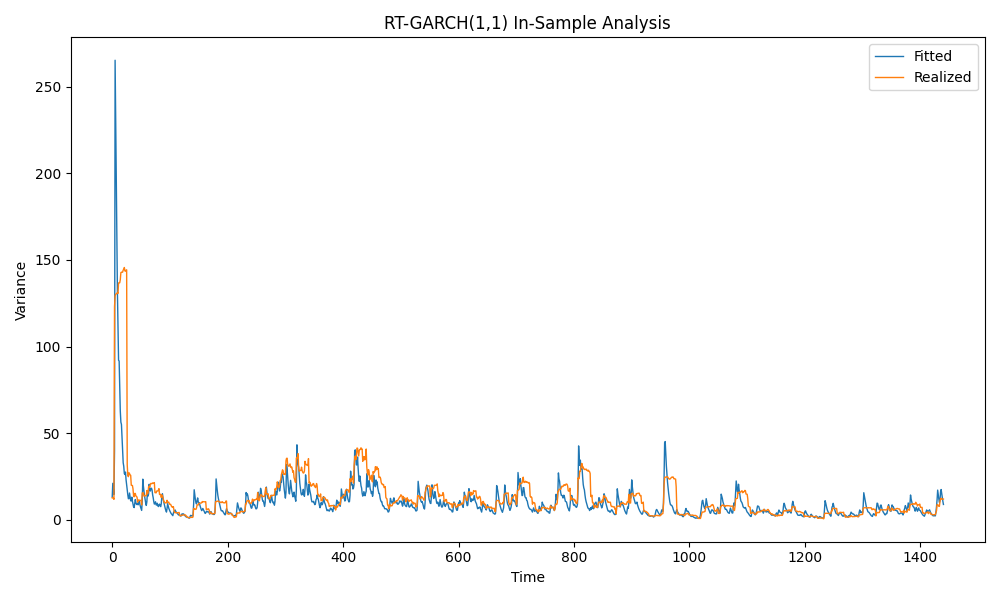 RT-GARCH(1,1) In-Sample Analysis
Fitted
Realized
Variance
250
200
150
100
50
0
0 200 400 600 800 1000 1200 1400
Time